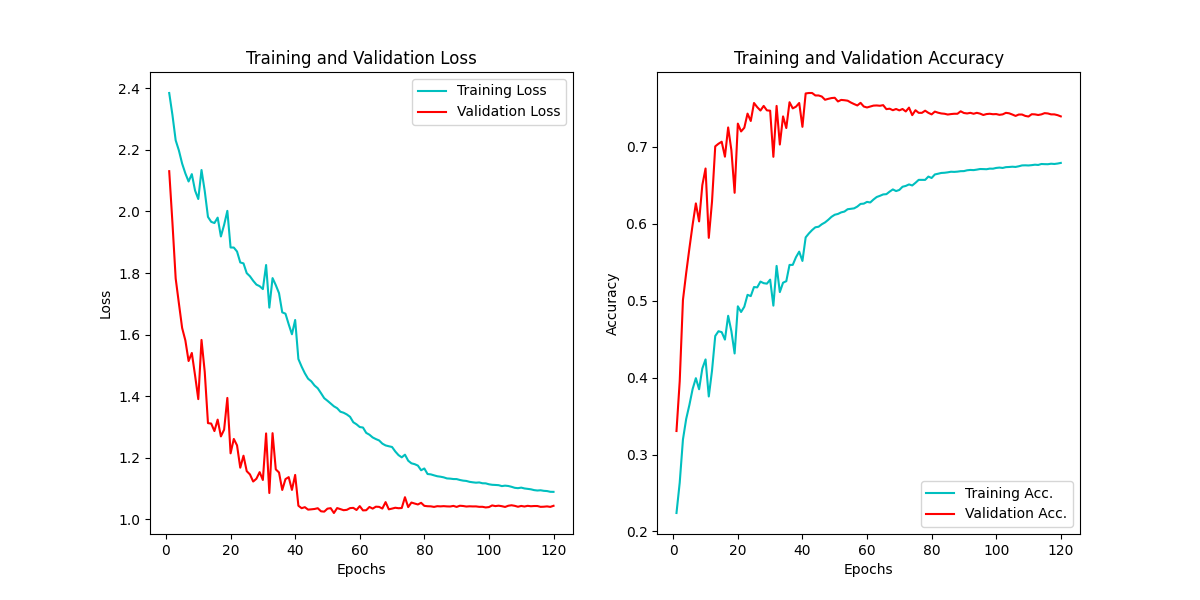 Training and Validation Loss
Training Loss
Validation Loss
2.4
2.2
2.0
1.8
1.6
1.4
1.2
1.0
Loss
0 20 40 60 80 100 120
Epochs
Training and Validation Accuracy
0.7
0.6
0.5
0.4
0.3
0.2
Accuracy
Training Acc.
Validation Acc.
0 20 40 60 80 100 120
Epochs